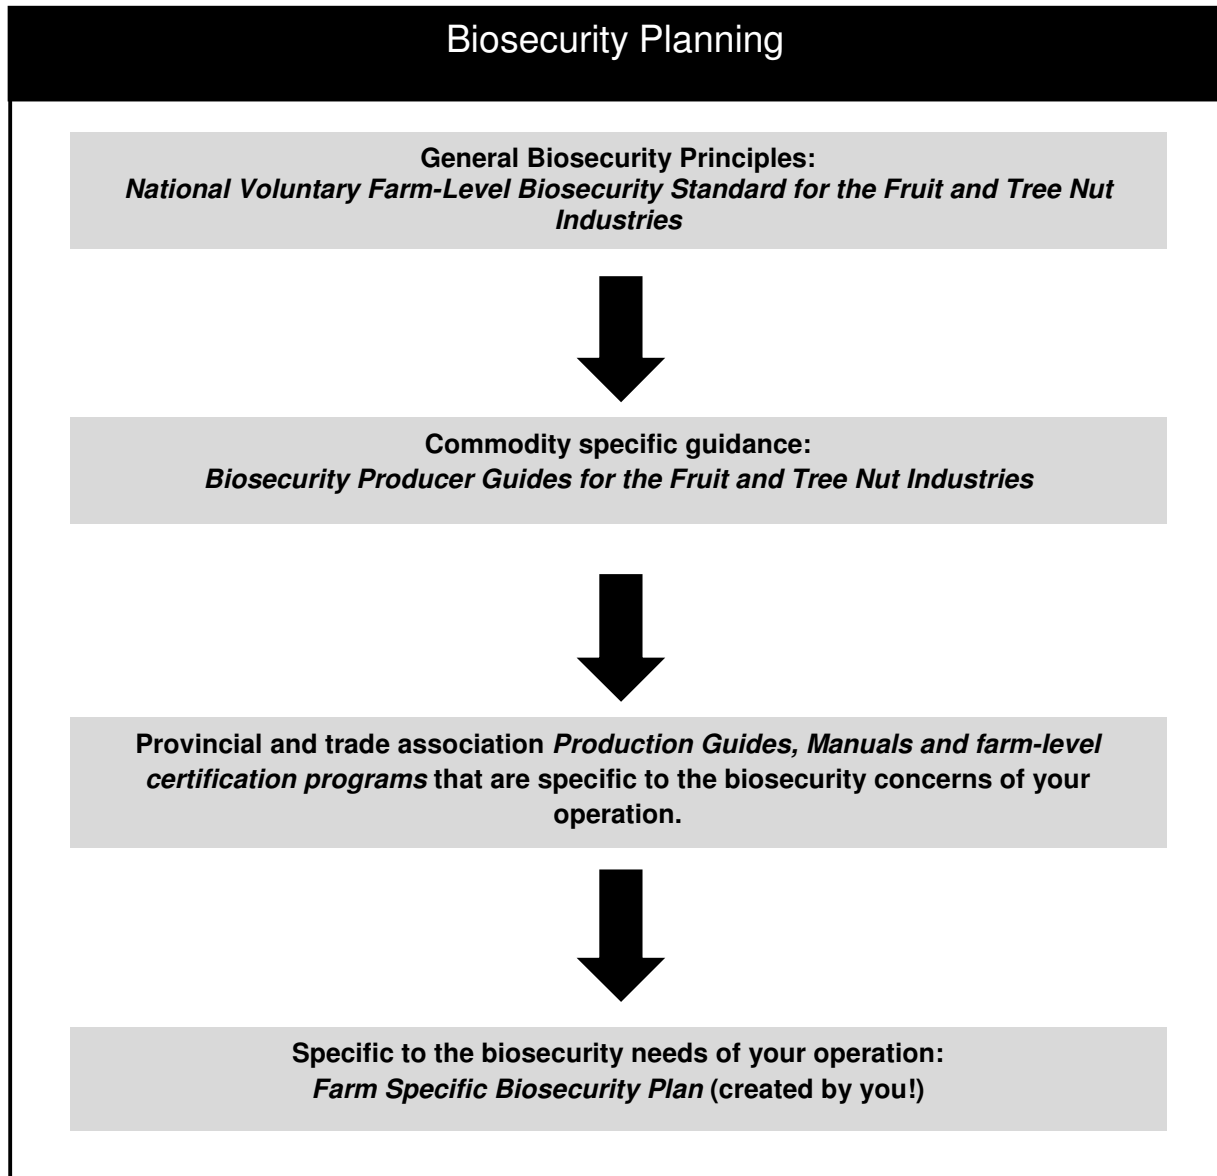 Biosecurity Planning
General Biosecurity Principles:
National Voluntary Farm-Level Biosecurity Standard for the Fruit and Tree Nut
Industries
Commodity specific guidance:
Biosecurity Producer Guides for the Fruit and Tree Nut Industries
Provincial and trade association Production Guides, Manuals and farm-level
certification programs that are specific to the biosecurity concerns of your
operation.
Specific to the biosecurity needs of your operation:
Farm Specific Biosecurity Plan (created by you!)